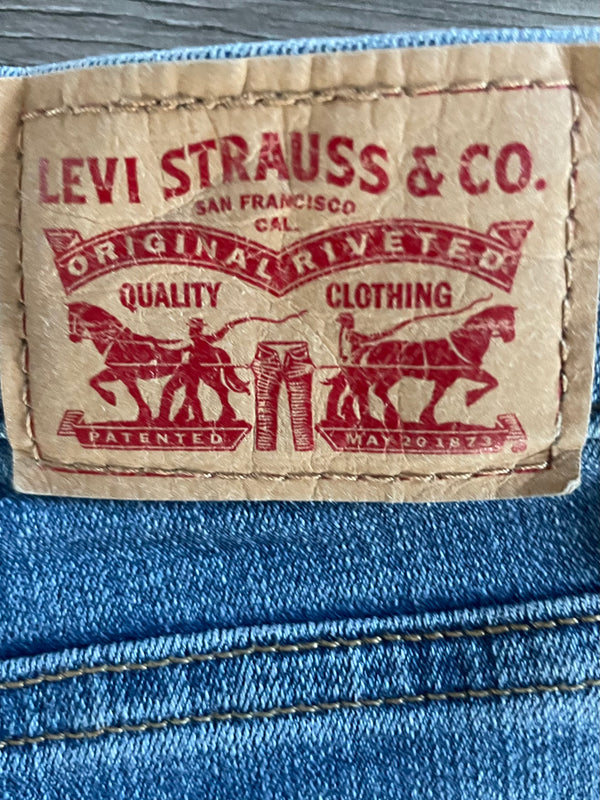 LEVI STRAUSS & CO.
SAN FRANCISCO
CAL.
ORIGINAL RIVETED
QUALITY CLOTHING
PATENTED MAY 20 1873